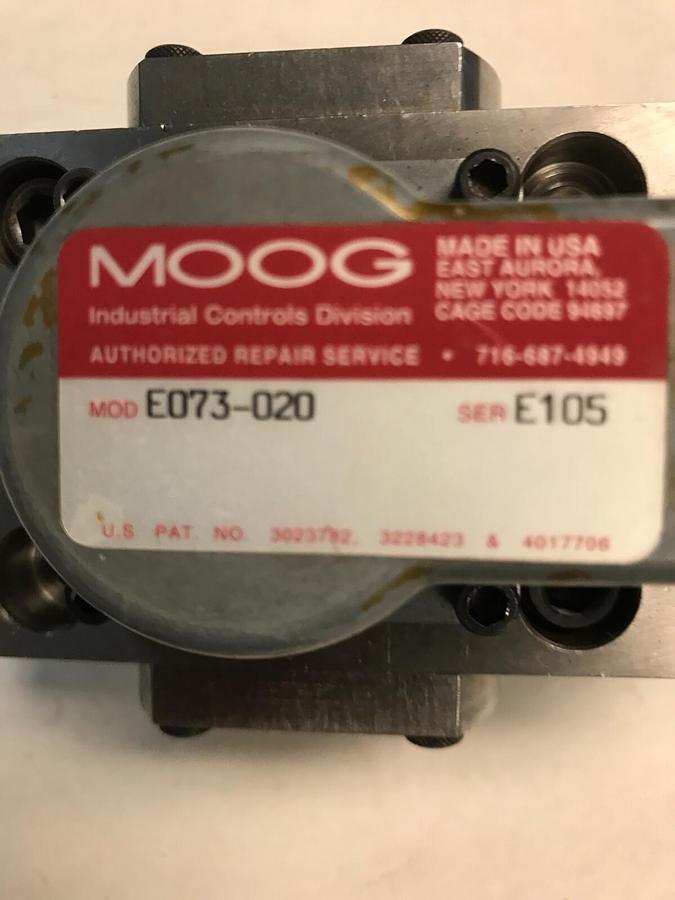 MOOG
Industrial Controls Division
MADE IN USA
EAST AURORA,
NEW YORK 14052
CAGE CODE 94697
AUTHORIZED REPAIR SERVICE • 716-687-4949
MOD E073-020
SER E105
U.S PAT. NO. 3023782, 3228423 & 4017706